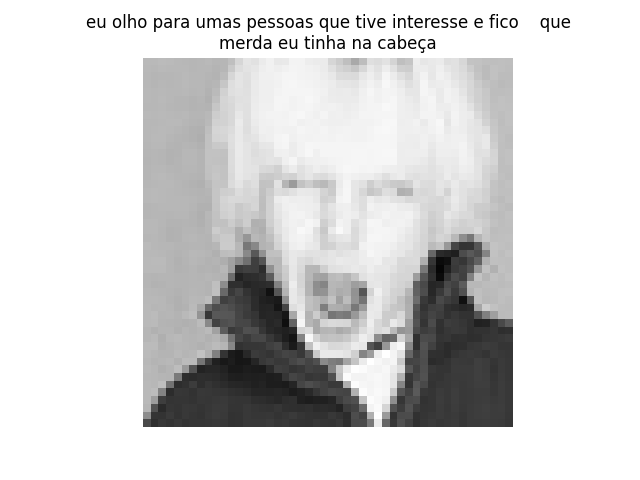 eu olho para umas pessoas que tive interesse e fico    que
merda eu tinha na cabeça